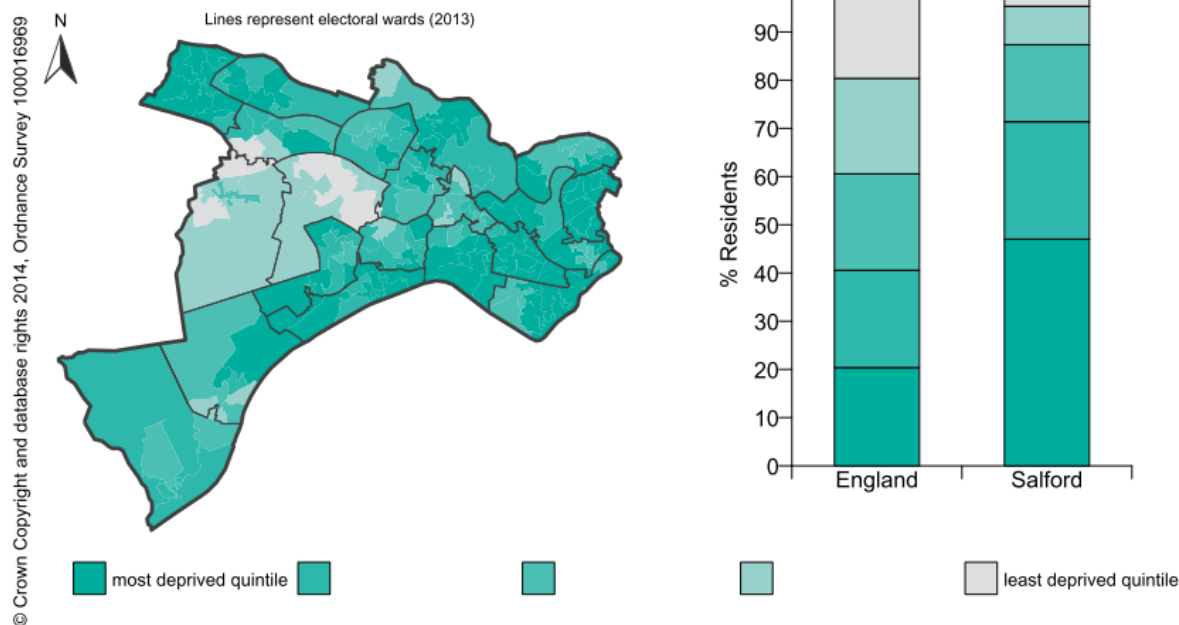 Lines represent electoral wards (2013)
N
© Crown Copyright and database rights 2014, Ordnance Survey 100016969
% Residents
90
80
70
60
50
40
30
20
10
0
England
Salford
most deprived quintile
least deprived quintile